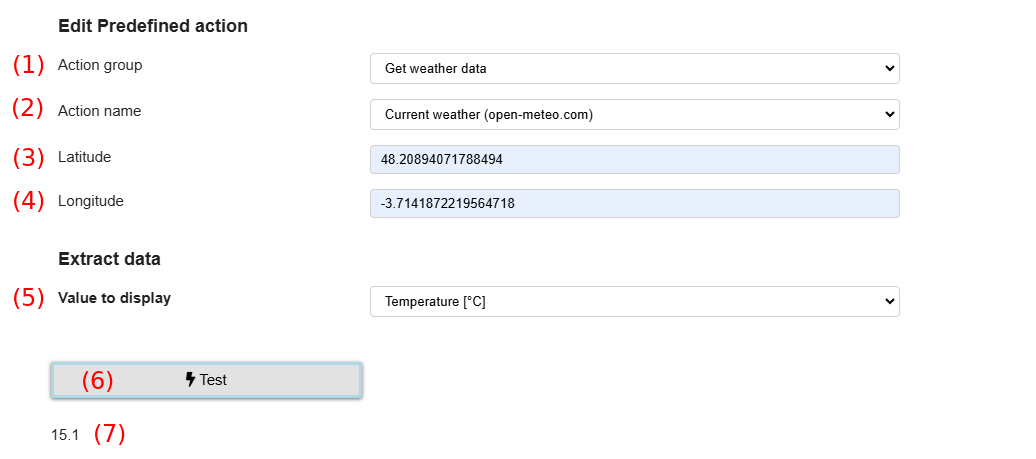 Edit Predefined action
(1) Action group Get weather data
(2) Action name Current weather (open-meteo.com)
(3) Latitude 48.20894071788494
(4) Longitude -3.7141872219564718
Extract data
(5) Value to display Temperature [°C]
(6) Test
15.1 (7)